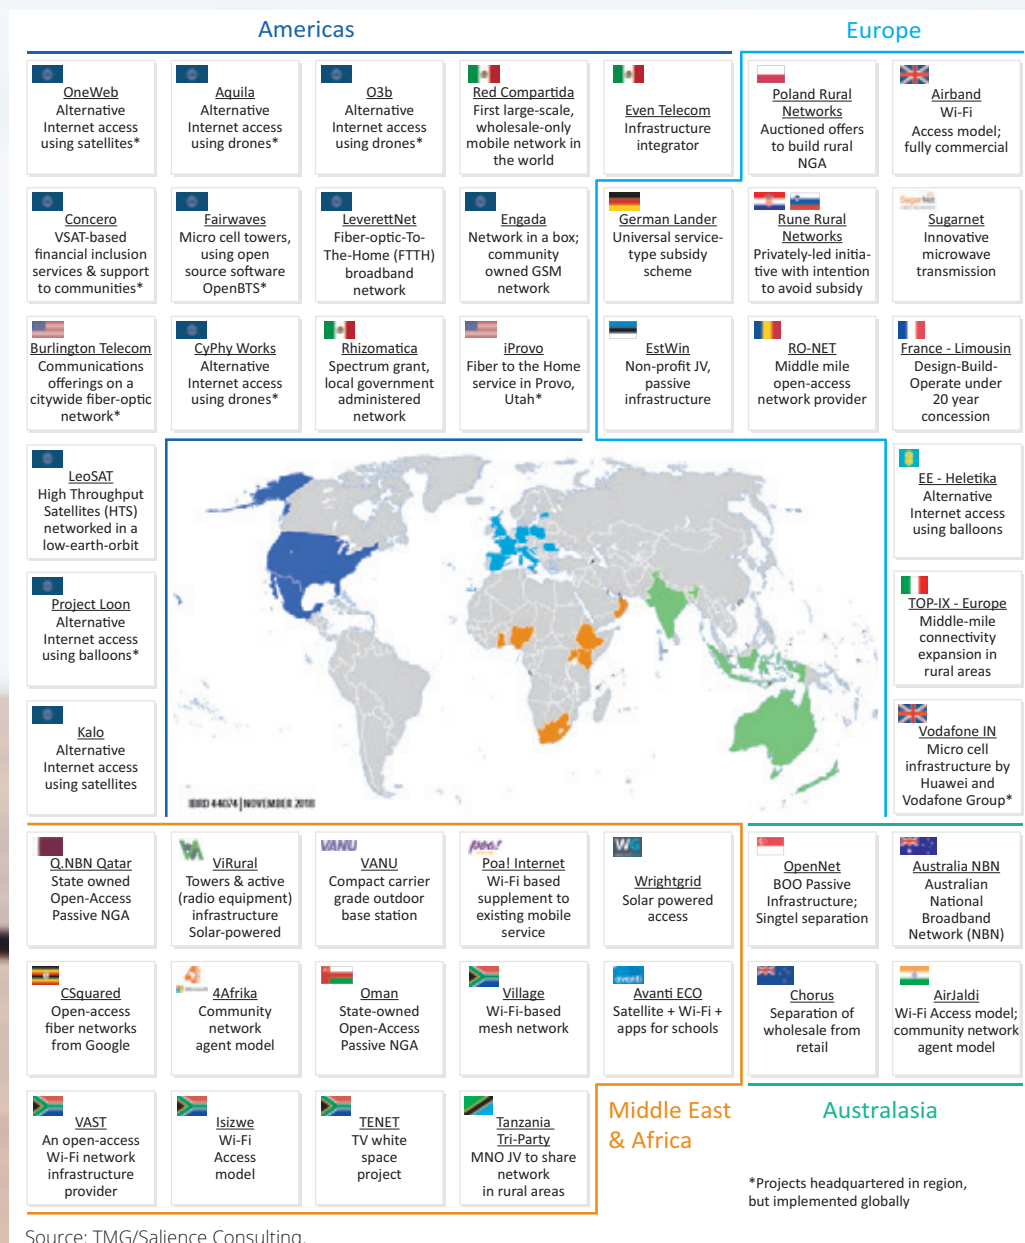 Americas
Europe
OneWeb
Alternative
Internet access
using satellites*
Aquila
Alternative
Internet access
using drones*
O3b
Alternative
Internet access
using drones*
Red Compartida
First large-scale,
wholesale-only
mobile network in
the world
Even Telecom
Infrastructure
integrator
Poland Rural
Networks
Auctioned offers
to build rural
NGA
Airband
Wi-Fi
Access model;
fully commercial
Concero
VSAT-based
financial inclusion
services & support
to communities*
Fairwaves
Micro cell towers,
using open
source software
OpenBTS*
LeverettNet
Fiber-optic-To-
The-Home (FTTH)
broadband
network
Engada
Network in a box;
community
owned GSM
network
German Lander
Universal service-
type subsidy
scheme
Rune Rural
Networks
Privately-led initia-
tive with intention
to avoid subsidy
SugarNet
Sugarnet
Innovative
microwave
transmission
Burlington Telecom
Communications
offerings on a
citywide fiber-optic
network*
CyPhy Works
Alternative
Internet access
using drones*
Rhizomatica
Spectrum grant,
local government
administered
network
iProvo
Fiber to the Home
service in Provo,
Utah*
EstWin
Non-profit JV,
passive
infrastructure
RO-NET
Middle mile
open-access
network provider
France - Limousin
Design-Build-
Operate under
20 year
concession
LeoSAT
High Throughput
Satellites (HTS)
networked in a
low-earth-orbit
EE - Heletika
Alternative
Internet access
using balloons
Project Loon
Alternative
Internet access
using balloons*
TOP-IX - Europe
Middle-mile
connectivity
expansion in
rural areas
Kalo
Alternative
Internet access
using satellites
Vodafone IN
Micro cell
infrastructure by
Huawei and
Vodafone Group*
IBRD 44074 | NOVEMBER 2018
Q.NBN Qatar
State owned
Open-Access
Passive NGA
ViRural
Towers & active
(radio equipment)
infrastructure
Solar-powered
VANU
VANU
Compact carrier
grade outdoor
base station
poa!
Poa! Internet
Wi-Fi based
supplement to
existing mobile
service
WG
Wrightgrid
Solar powered
access
OpenNet
BOO Passive
Infrastructure;
Singtel separation
Australia NBN
Australian
National
Broadband
Network (NBN)
CSquared
Open-access
fiber networks
from Google
Microsoft
4Afrika
Community
network
agent model
Oman
State-owned
Open-Access
Passive NGA
Village
Wi-Fi-based
mesh network
avanti
Avanti ECO
Satellite + Wi-Fi +
apps for schools
Chorus
Separation of
wholesale from
retail
AirJaldi
Wi-Fi Access model;
community network
agent model
VAST
An open-access
Wi-Fi network
infrastructure
provider
Isizwe
Wi-Fi
Access
model
TENET
TV white
space
project
Tanzania
Tri-Party
MNO JV to share
network
in rural areas
Middle East
& Africa
Australasia
*Projects headquartered in region,
but implemented globally
Source: TMG/Salience Consulting.